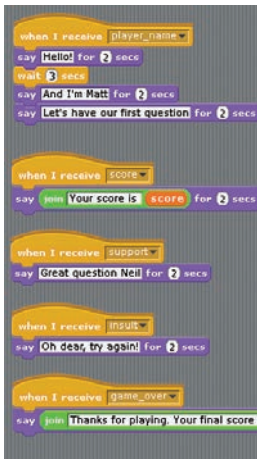 when I receive player_name
say Hello! for 2 secs
wait 3 secs
say And I'm Matt for 2 secs
say Let's have our first question for 2 secs
when I receive score
say join Your score is score for 2 secs
when I receive support
say Great question Neil for 2 secs
when I receive insult
say Oh dear, try again! for 2 secs
when I receive game_over
say join Thanks for playing. Your final score